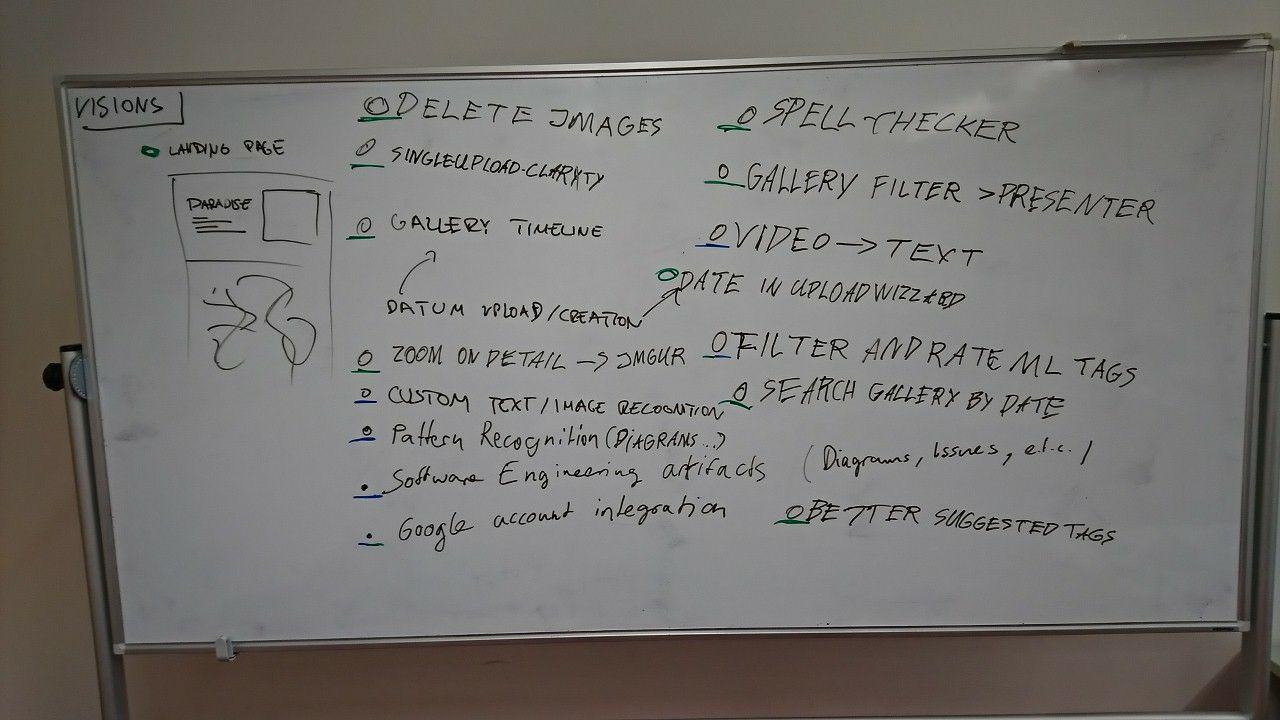 VISIONS
LANDING PAGE
PARADISE
DELETE IMAGES
SINGLEUPLOAD-CLARITY
GALLERY TIMELINE
DATUM UPLOAD/CREATION
ZOOM ON DETAIL → IMGUR
CUSTOM TEXT/IMAGE RECOGNITION
Pattern Recognition (DIAGRAMS..)
Software Engineering artifacts (Diagrams, Issues, e.t.c.)
Google account integration
SPELL CHECKER
GALLERY FILTER > PRESENTER
VIDEO → TEXT
DATE IN UPLOADWIZZARD
FILTER AND RATE ML TAGS
SEARCH GALLERY BY DATE
BETTER SUGGESTED TAGS